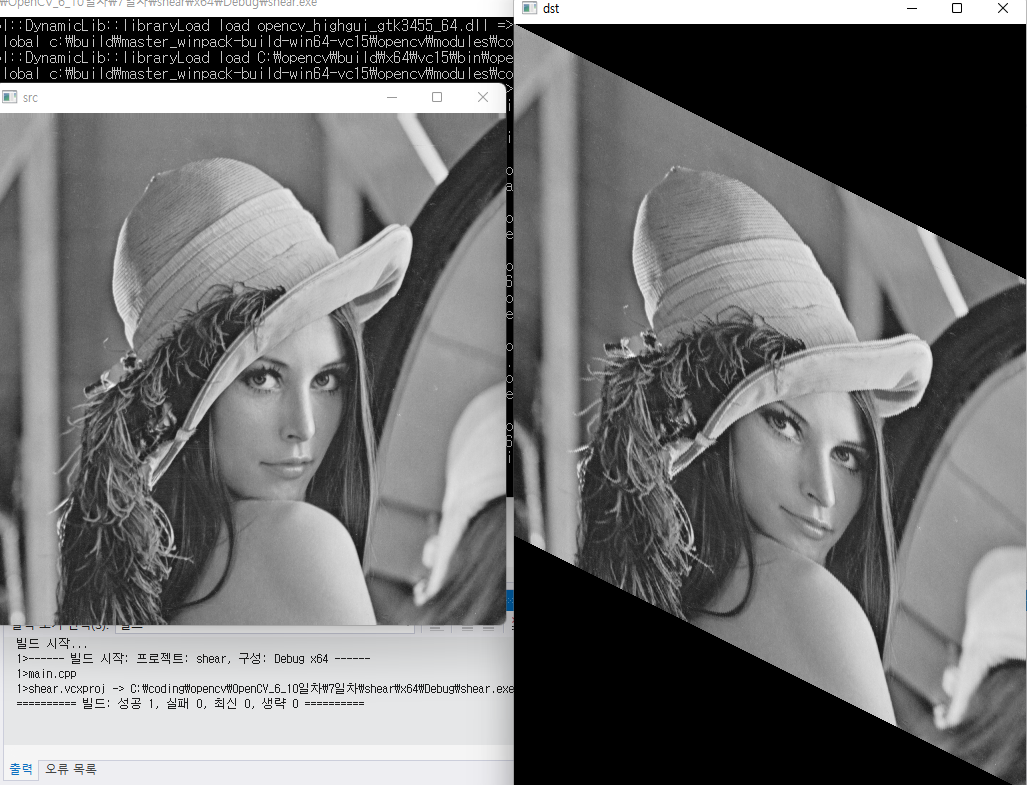 ₩OpenCV_6_10일차₩7일차₩shear₩x64₩Debug₩shear.exe
ol::DynamicLib::libraryLoad load opencv_highgui_gtk3455_64.dll =>
lobal c:₩build₩master_winpack-build-win64-vc15₩opencv₩modules₩co
ol::DynamicLib::libraryLoad load C:₩opencv₩build₩x64₩vc15₩bin₩ope
lobal c:₩build₩master_winpack-build-win64-vc15₩opencv₩modules₩co
src
dst
빌드 시작...
1>------ 빌드 시작: 프로젝트: shear, 구성: Debug x64 ------
1>main.cpp
1>shear.vcxproj -> C:₩coding₩opencv₩OpenCV_6_10일차₩7일차₩shear₩x64₩Debug₩shear.exe
========== 빌드: 성공 1, 실패 0, 최신 0, 생략 0 ==========
출력 오류 목록